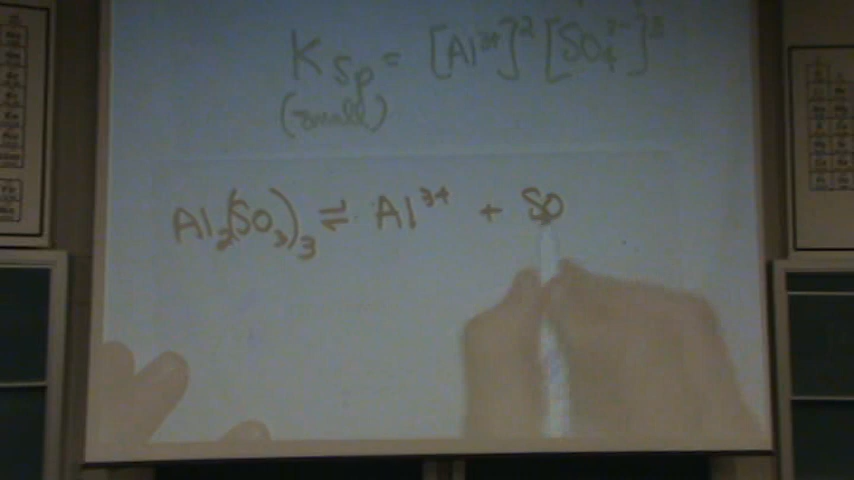 Ksp = [Al³⁺]² [SO₄²⁻]³
(small)
Al₂(SO₃)₃ ⇌ Al³⁺ + SO